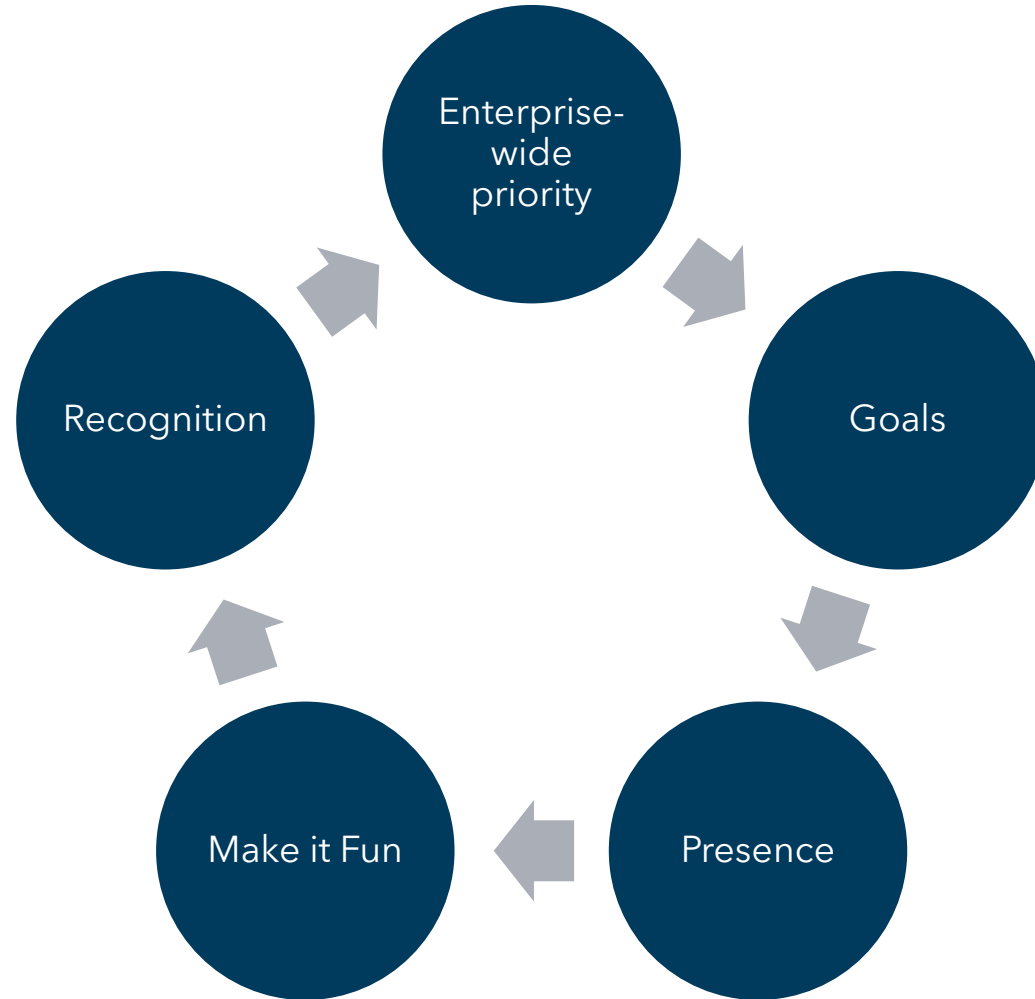 Enterprise-
wide
priority
Goals
Presence
Make it Fun
Recognition